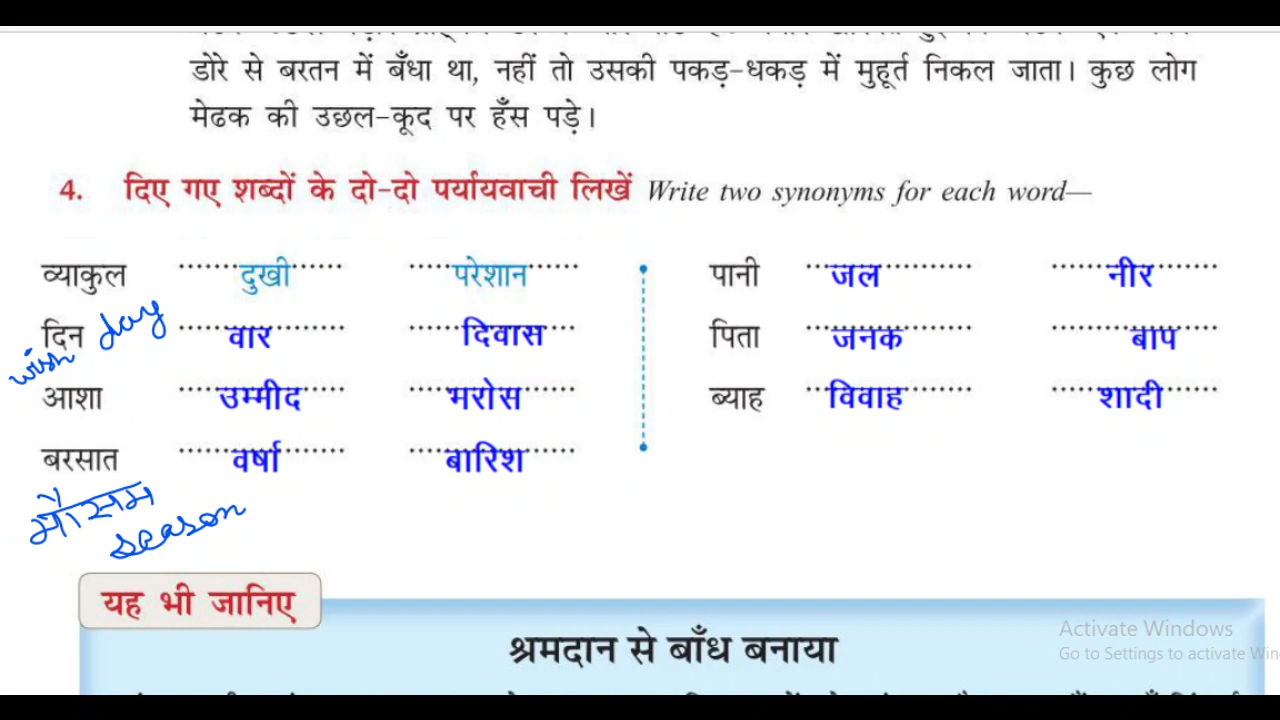 डोरे से बरतन में बँधा था, नहीं तो उसकी पकड़-धकड़ में मुहूर्त निकल जाता। कुछ लोग
मेढक की उछल-कूद पर हँस पड़े।
4. दिए गए शब्दों के दो-दो पर्यायवाची लिखें Write two synonyms for each word—
व्याकुल दुखी परेशान पानी जल नीर
दिन day वार दिवास पिता जनक बाप
wish
आशा उम्मीद भरोस ब्याह विवाह शादी
बरसात वर्षा बारिश
मौसम
season
यह भी जानिए
श्रमदान से बाँध बनाया
Activate Windows
Go to Settings to activate Win